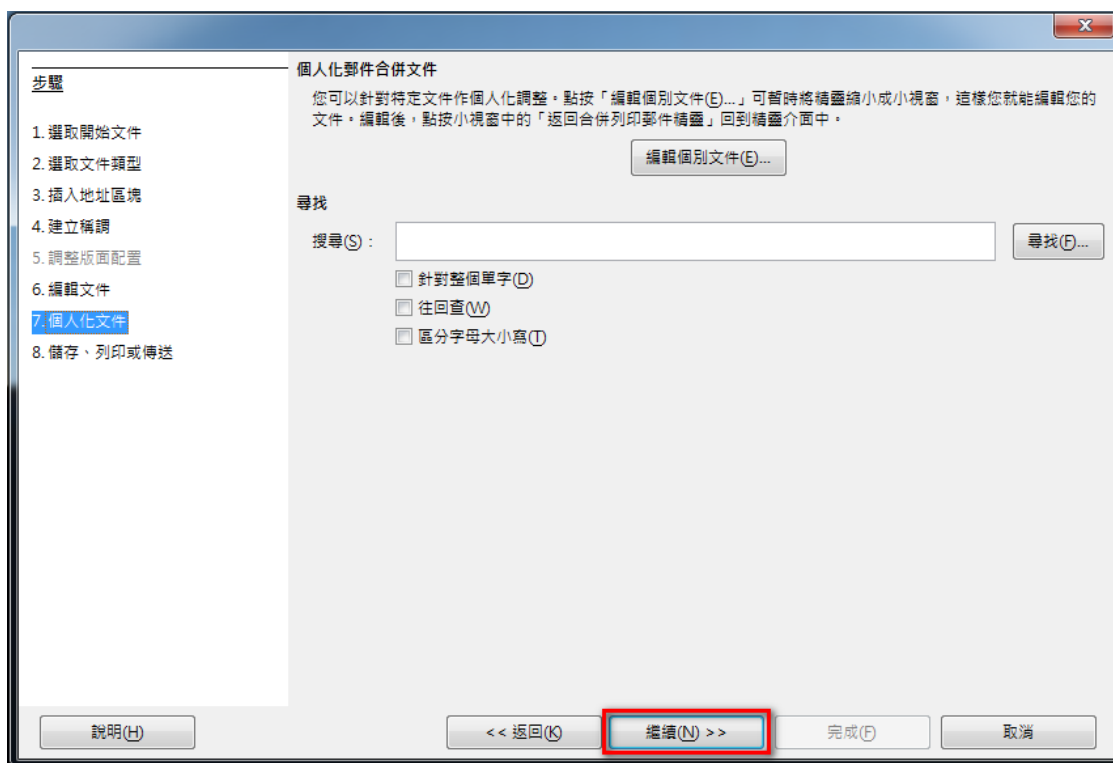 步驟
1. 選取開始文件
2. 選取文件類型
3. 插入地址區塊
4. 建立稱謂
5. 調整版面配置
6. 編輯文件
7. 個人化文件
8. 儲存、列印或傳送
個人化郵件合併文件
您可以針對特定文件作個人化調整。點按「編輯個別文件(E)...」可暫時將精靈縮小成小視窗，這樣您就能編輯您的
文件。編輯後，點按小視窗中的「返回合併列印郵件精靈」回到精靈介面中。
編輯個別文件(E)...
尋找
搜尋(S)： 尋找(F)...
針對整個單字(D)
往回查(W)
區分字母大小寫(T)
說明(H) << 返回(K) 繼續(N) >> 完成(F) 取消